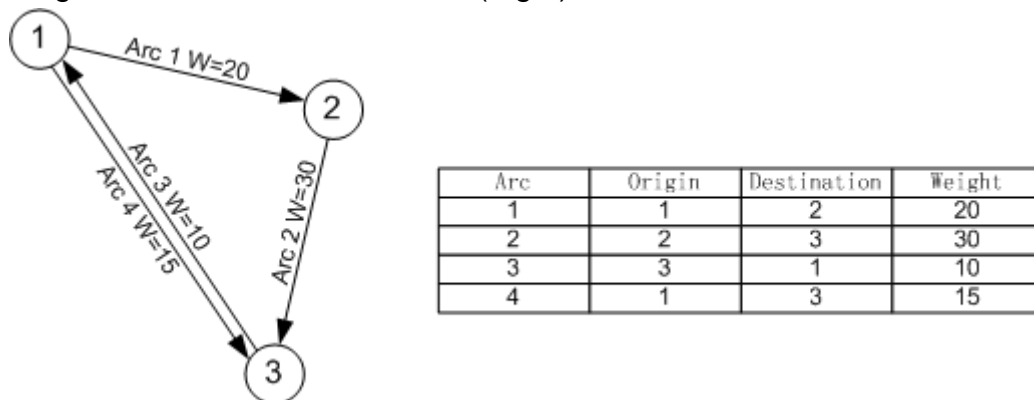 1
Arc 1 W=20
2
Arc 3 W=10
Arc 4 W=15
Arc 2 W=30
3
Arc Origin Destination Weight
1 1 2 20
2 2 3 30
3 3 1 10
4 1 3 15